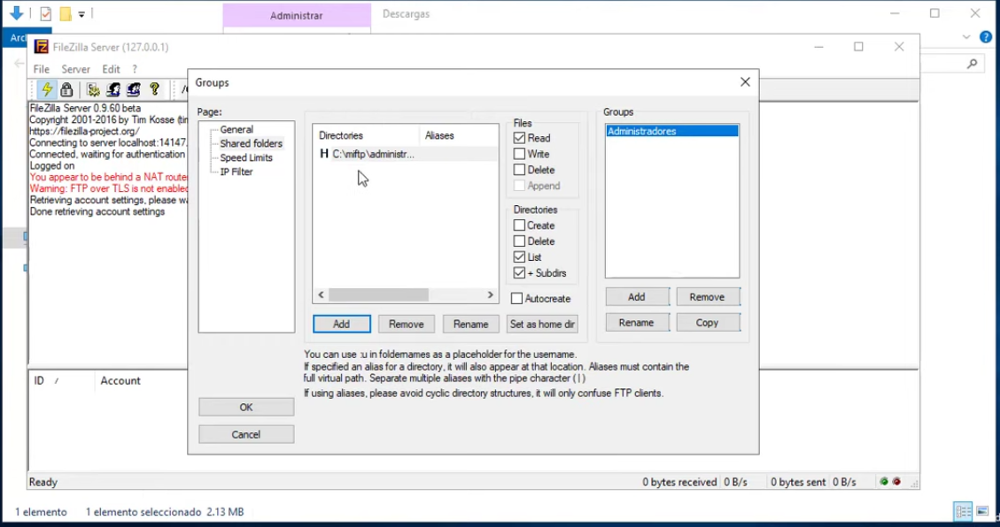 Administrar
Descargas
Arc
FileZilla Server (127.0.0.1)
File Server Edit ?
FileZilla Server 0.9.60 beta
Copyright 2001-2016 by Tim Kosse (tim
https://filezilla-project.org/
Connecting to server localhost:14147.
Connected, waiting for authentication
Logged on
You appear to be behind a NAT route
Warning: FTP over TLS is not enabled
Retrieving account settings, please wa
Done retrieving account settings
Groups
Page:
General
Shared folders
Speed Limits
IP Filter
Directories Aliases
H C:\miftp\administr...
Files
Read
Write
Delete
Append
Directories
Create
Delete
List
+ Subdirs
Autocreate
Add Remove Rename Set as home dir
Groups
Administradores
Add Remove
Rename Copy
You can use :u in foldernames as a placeholder for the username.
If specified an alias for a directory, it will also appear at that location. Aliases must contain the
full virtual path. Separate multiple aliases with the pipe character (|)
If using aliases, please avoid cyclic directory structures, it will only confuse FTP clients.
OK
Cancel
ID / Account
Ready
0 bytes received 0 B/s 0 bytes sent 0 B/s
1 elemento 1 elemento seleccionado 2.13 MB